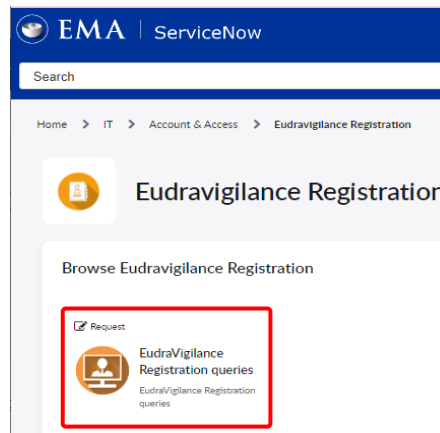 EMA ServiceNow
Search
Home > IT > Account & Access > Eudravigilance Registration
Eudravigilance Registration
Browse Eudravigilance Registration
Request
EudraVigilance
Registration queries
EudraVigilance Registration
queries